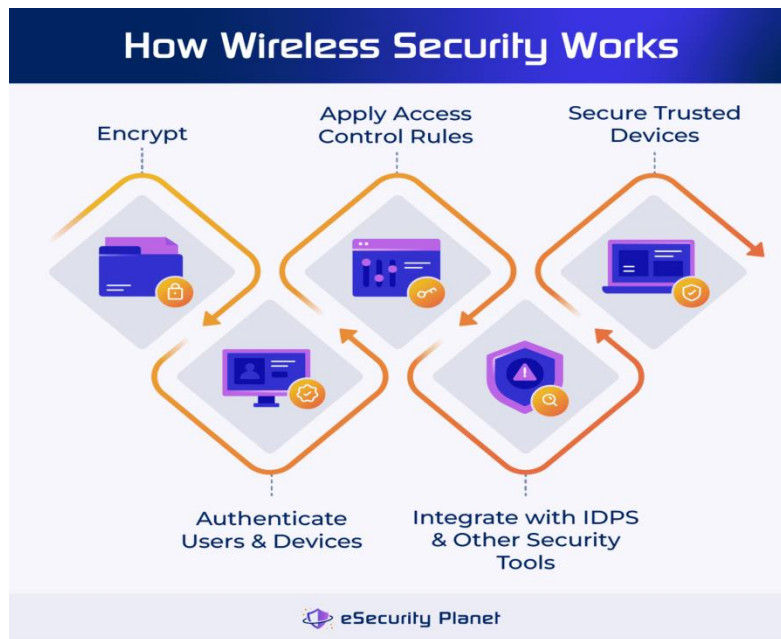 How Wireless Security Works
Encrypt
Authenticate
Users & Devices
Apply Access
Control Rules
Integrate with IDPS
& Other Security
Tools
Secure Trusted
Devices
eSecurity Planet